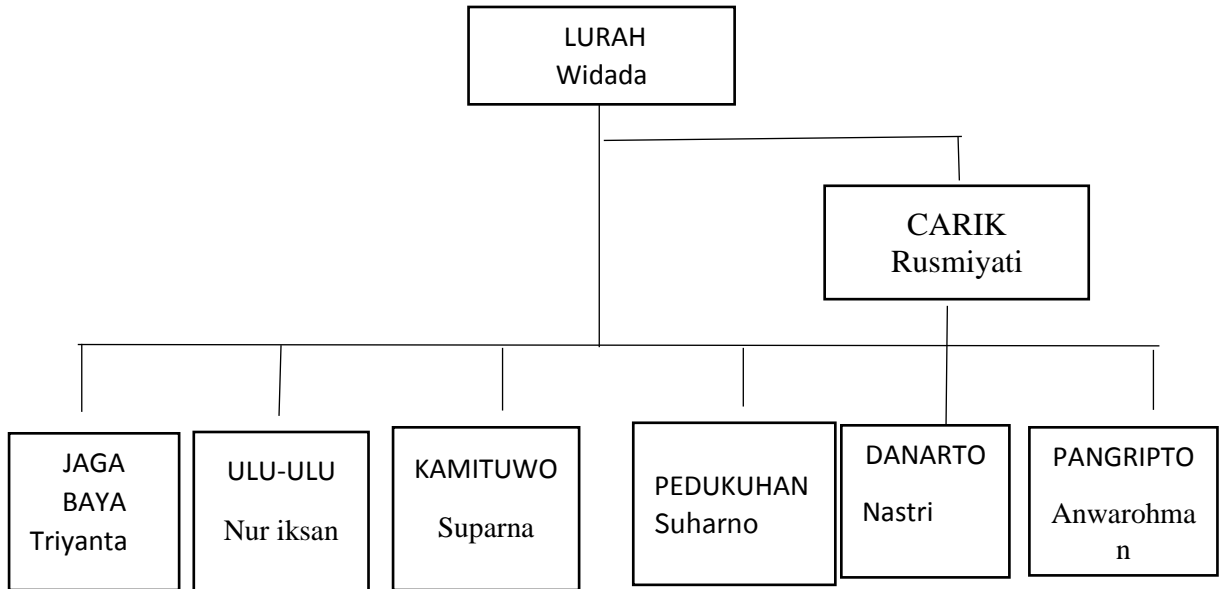 LURAH
Widada
CARIK
Rusmiyati
JAGA
BAYA
Triyanta
ULU-ULU
Nur iksan
KAMITUWO
Suparna
PEDUKUHAN
Suharno
DANARTO
Nastri
PANGRIPTO
Anwarohma
n